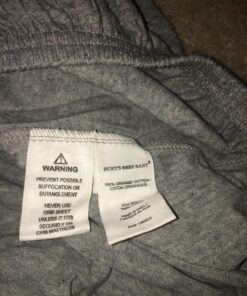 WARNING
PREVENT POSSIBLE
SUFFOCATION OR
ENTANGLEMENT
NEVER USE
CRIB SHEET
UNLESS IT FITS
SECURELY ON
CRIB MATTRESS
BURT'S BEES BABY
100% ORGANIC COTTON /
COTON ORGANIQUE